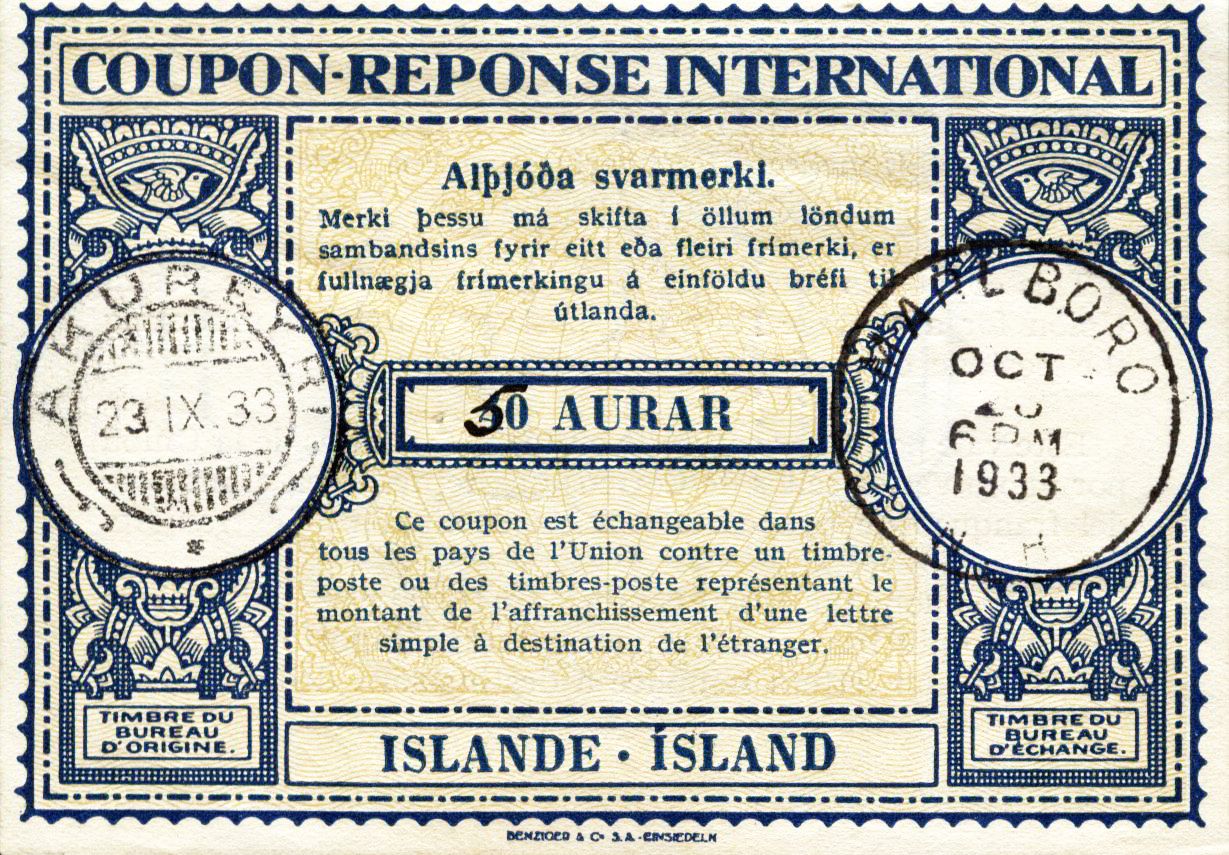 COUPON-REPONSE INTERNATIONAL
Alþjóða svarmerki.
Merki þessu má skifta í öllum löndum
sambandsins fyrir eitt eða fleiri frímerki, er
fullnægja frímerkingu á einföldu bréfi til
útlanda.
AKUREYRI
23.IX.33
50 AURAR
MARLBORO
OCT
6 PM
1933
N H
Ce coupon est échangeable dans
tous les pays de l'Union contre un timbre-
poste ou des timbres-poste représentant le
montant de l'affranchissement d'une lettre
simple à destination de l'étranger.
TIMBRE DU
BUREAU
D'ORIGINE.
ISLANDE · ÍSLAND
TIMBRE DU
BUREAU
D'ÉCHANGE.
BENZIGER & Co S.A.-EINSIEDELN